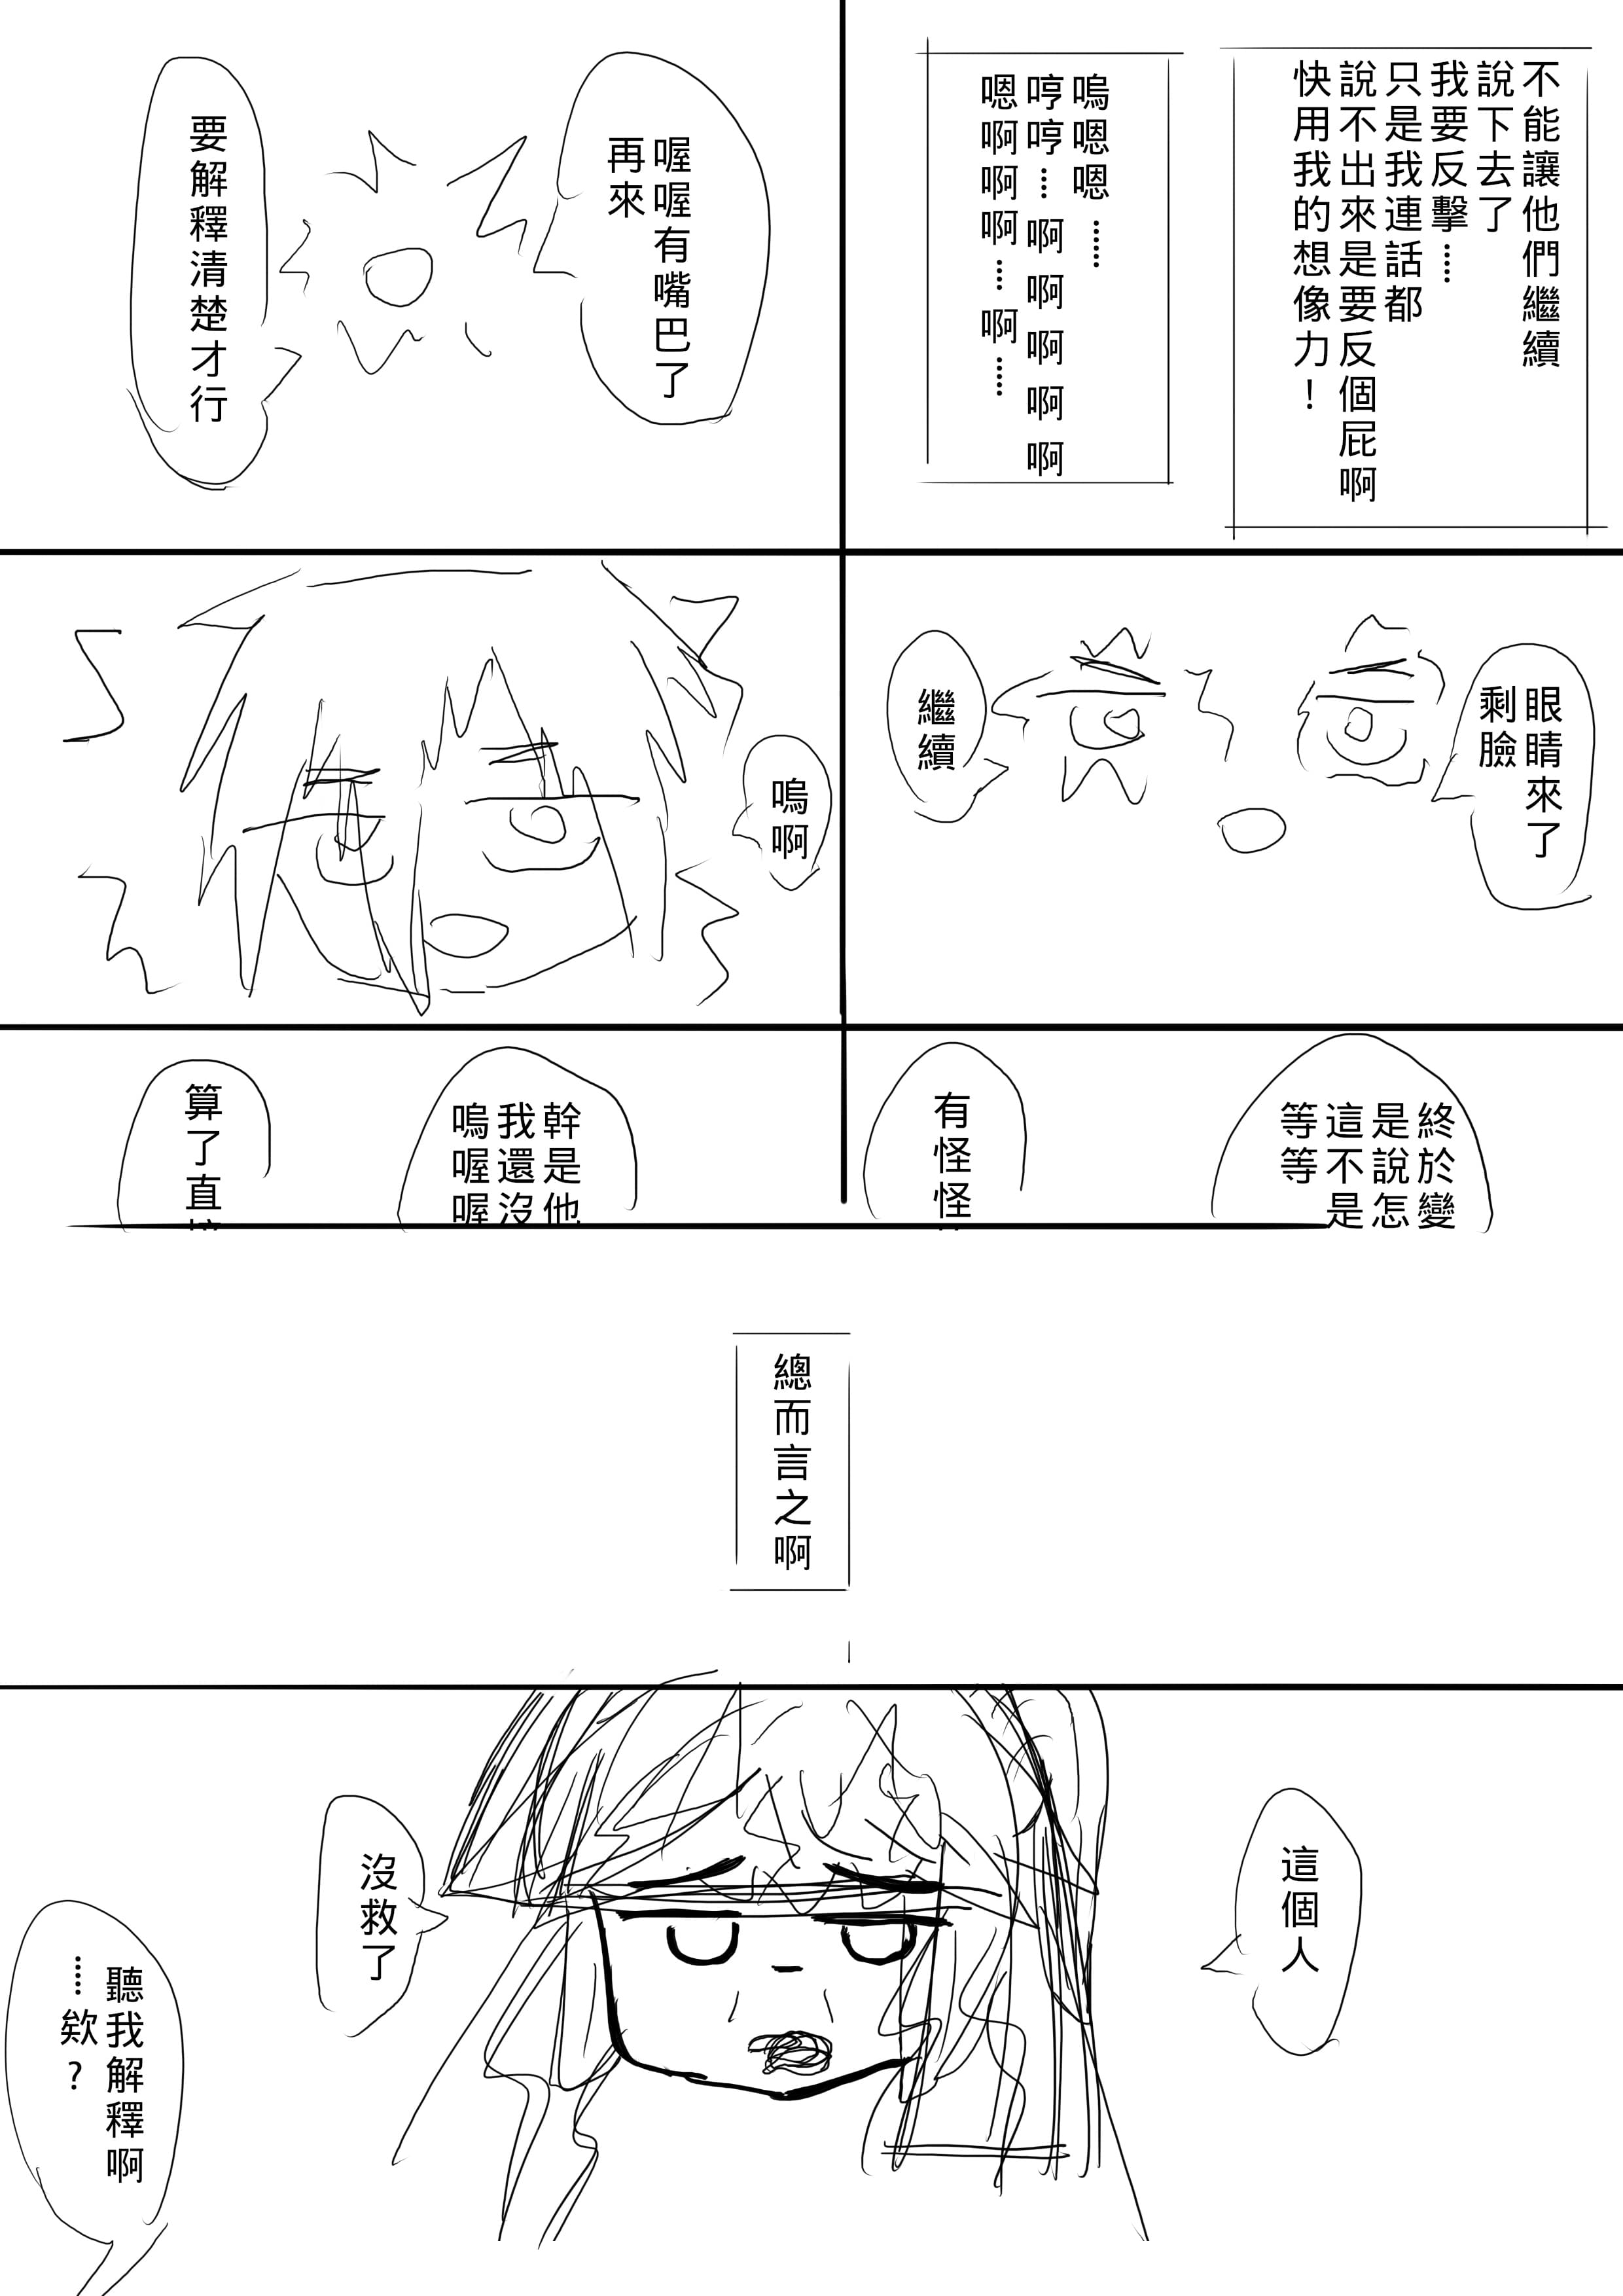 不能讓他們繼續
說下去了
我要反擊⋯⋯
只是我連話都
說不出來是要反個屁啊
快用我的想像力！
嗚嗯嗯⋯⋯
哼哼⋯啊啊啊啊啊
嗯啊啊啊⋯啊⋯⋯
喔喔有嘴巴了
再來
要解釋清楚才行
眼睛來了
剩臉
繼續
嗚啊
終於變
是說怎
這不是
等等
有怪怪
幹是他
我還沒
嗚喔喔
算了直
總而言之啊
這個人
沒救了
聽我解釋啊
⋯⋯欸？